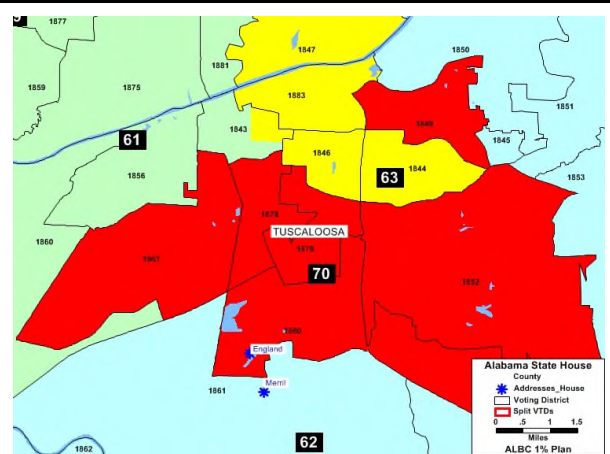 9
1877
1859
1875
1881
1847
1883
1850
1851
1849
61
1843
1846
1845
1844
63
1853
1856
1860
1878
TUSCALOOSA
1879
70
1852
1880
England
Merril
1861
62
1862
Alabama State House
County
Addresses_House
Voting District
Split VTDs
0 .5 1 1.5
Miles
ALBC 1% Plan